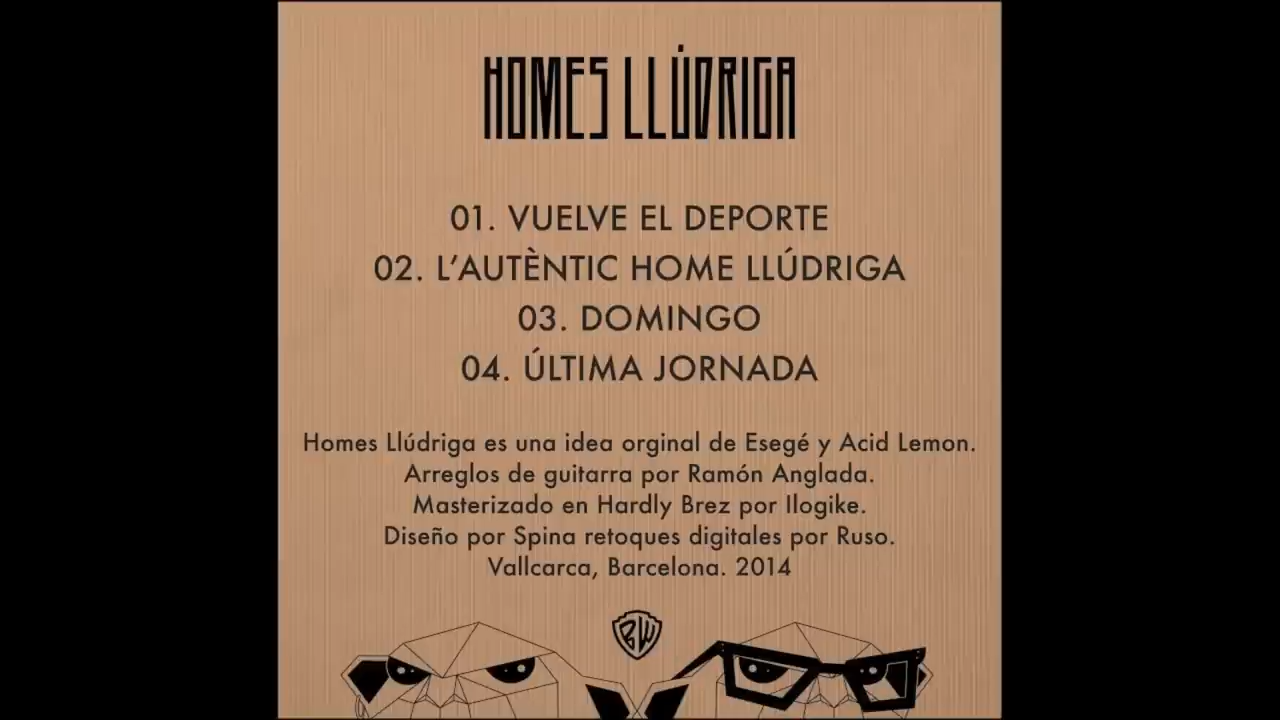 HOMES LLÚDRIGA
01. VUELVE EL DEPORTE
02. L'AUTÈNTIC HOME LLÚDRIGA
03. DOMINGO
04. ÚLTIMA JORNADA
Homes Llúdriga es una idea orginal de Esegé y Acid Lemon.
Arreglos de guitarra por Ramón Anglada.
Masterizado en Hardly Brez por Ilogike.
Diseño por Spina retoques digitales por Ruso.
Vallcarca, Barcelona. 2014
BW